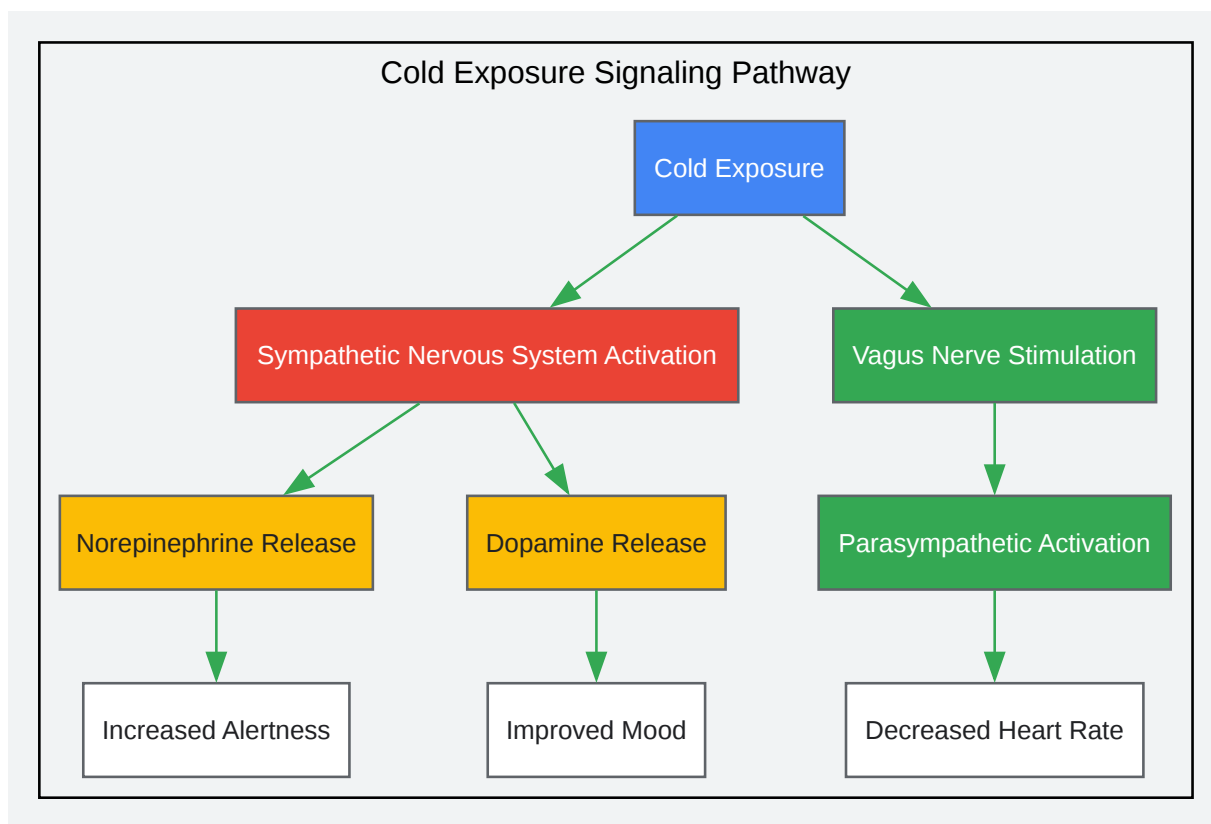 Cold Exposure Signaling Pathway
Cold Exposure
Sympathetic Nervous System Activation
Vagus Nerve Stimulation
Norepinephrine Release
Dopamine Release
Parasympathetic Activation
Increased Alertness
Improved Mood
Decreased Heart Rate